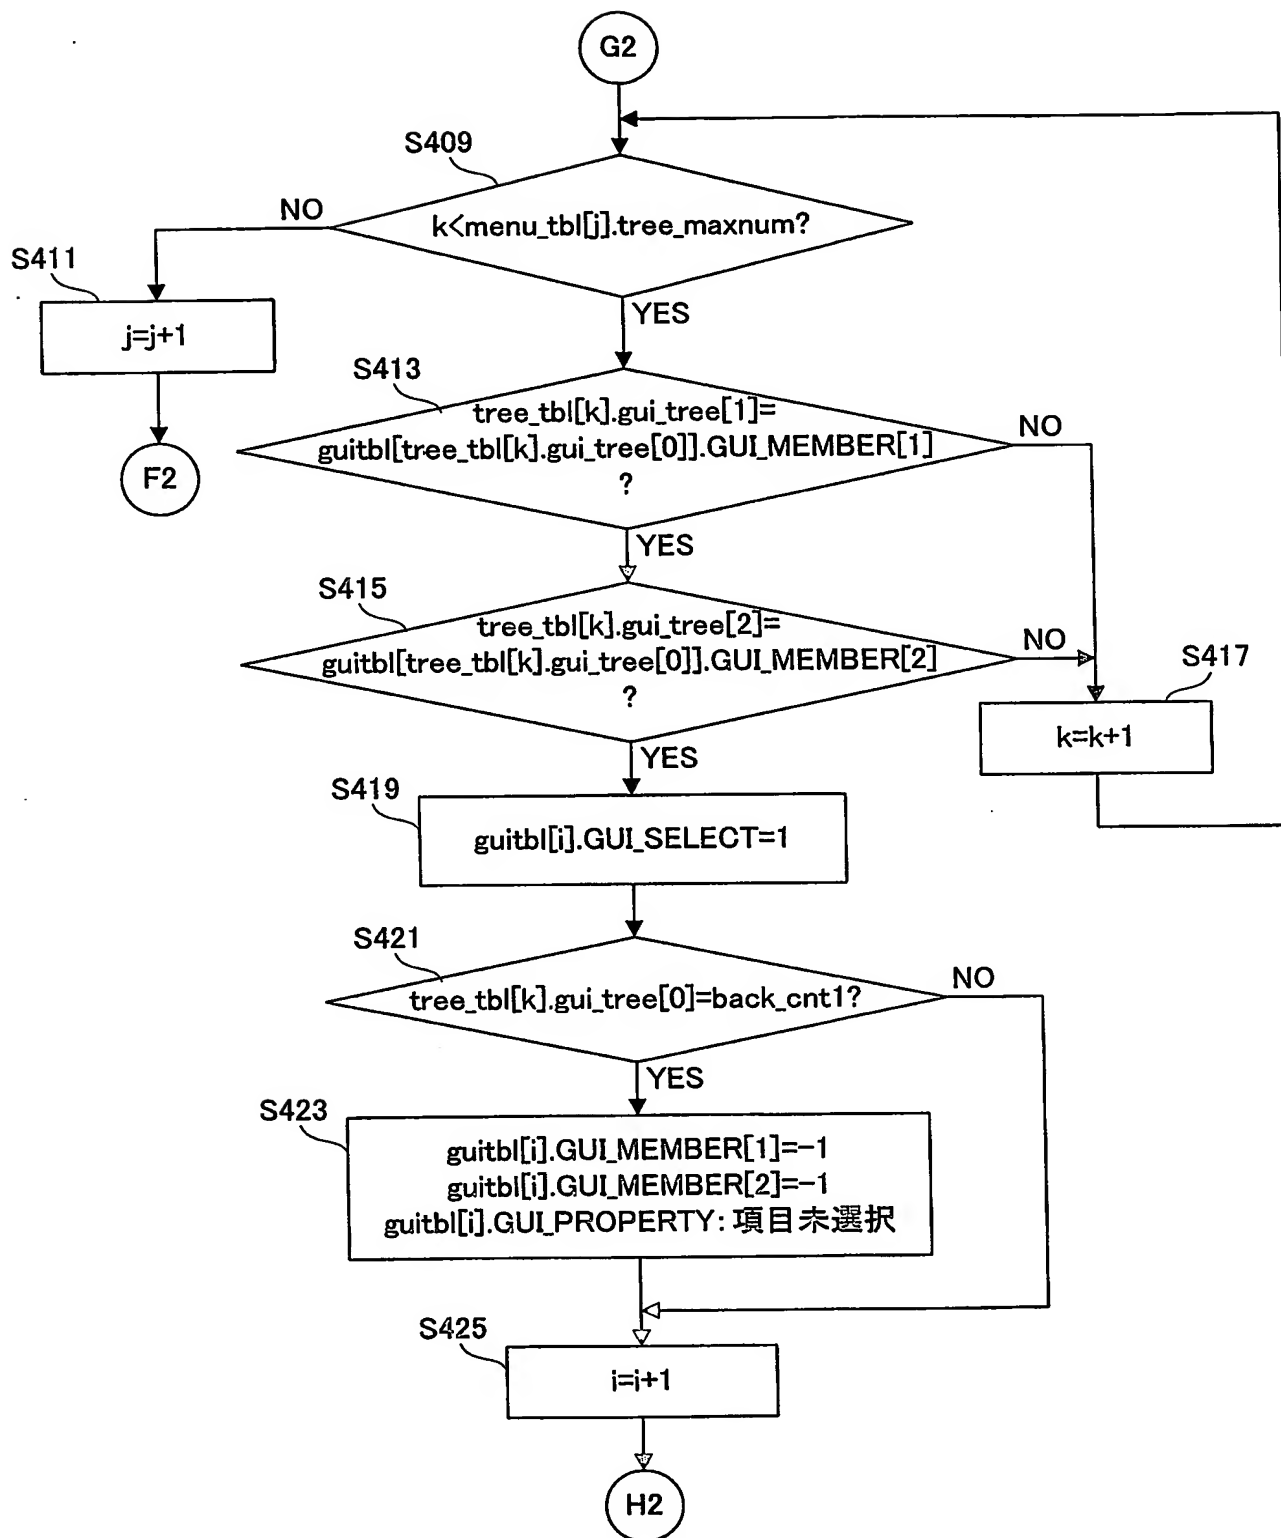 G2
S409
k<menu_tbl[j].tree_maxnum?
NO
YES
S411
j=j+1
F2
S413
tree_tbl[k].gui_tree[1]=
guitbl[tree_tbl[k].gui_tree[0]].GUI_MEMBER[1]
?
NO
YES
S415
tree_tbl[k].gui_tree[2]=
guitbl[tree_tbl[k].gui_tree[0]].GUI_MEMBER[2]
?
NO
YES
S417
k=k+1
S419
guitbl[i].GUI_SELECT=1
S421
tree_tbl[k].gui_tree[0]=back_cnt1?
NO
YES
S423
guitbl[i].GUI_MEMBER[1]=-1
guitbl[i].GUI_MEMBER[2]=-1
guitbl[i].GUI_PROPERTY:項目未選択
S425
i=i+1
H2